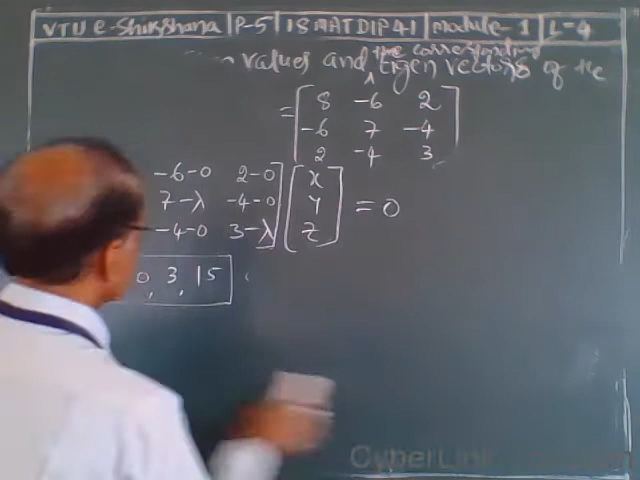 VTU e-Shikshana P-5 18MATDIP41 Module-1 L-4
the corresponding
values and ^ Eigen vectors of the
= [ 8 -6 2
-6 7 -4
2 -4 3 ]
-6-0 2-0 x
7-λ -4-0 y = 0
-4-0 3-λ z
0, 3, 15
CyberLink